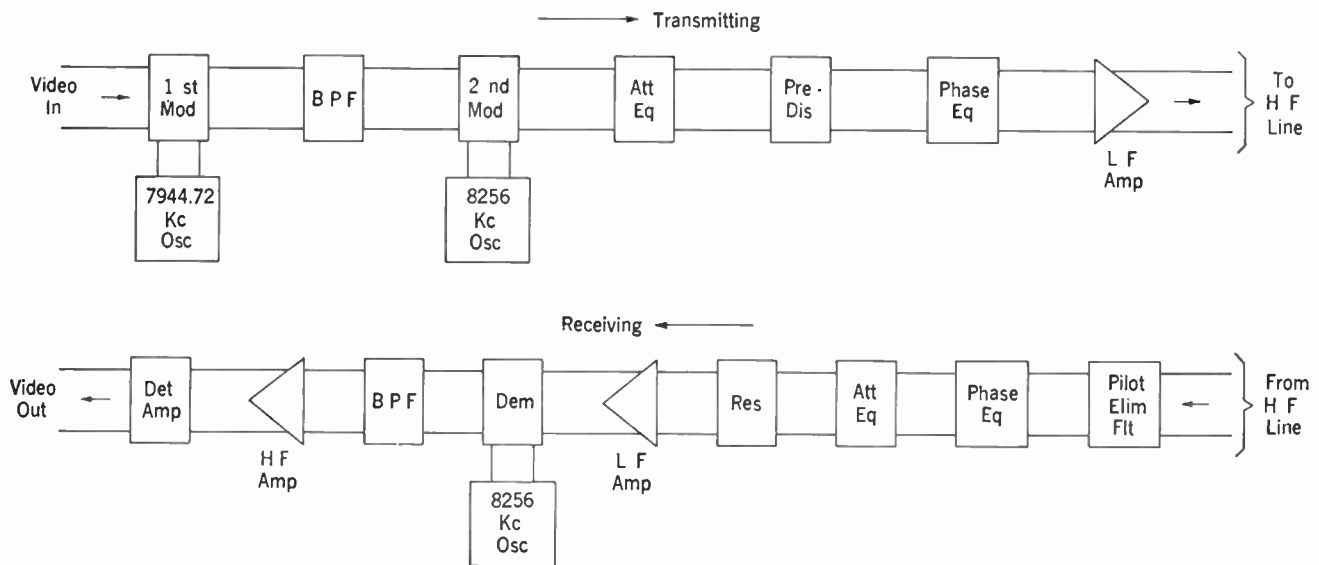 Transmitting
Video
In
1 st
Mod
B P F
2 nd
Mod
Att
Eq
Pre -
Dis
Phase
Eq
L F
Amp
To
H F
Line
7944.72
Kc
Osc
8256
Kc
Osc
Receiving
Video
Out
Det
Amp
H F
Amp
B P F
Dem
L F
Amp
Res
Att
Eq
Phase
Eq
Pilot
Elim
Flt
From
H F
Line
8256
Kc
Osc